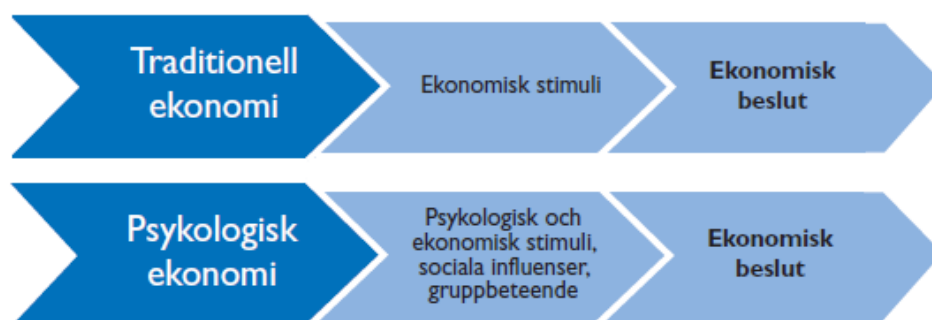 Traditionell
ekonomi
Ekonomisk stimuli
Ekonomisk
beslut
Psykologisk
ekonomi
Psykologisk och
ekonomisk stimuli,
sociala influenser,
gruppbeteende
Ekonomisk
beslut